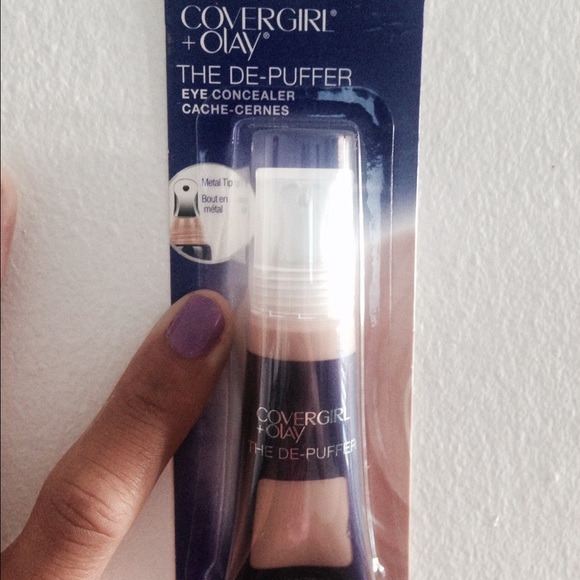 COVERGIRL®
+OLAY®
THE DE-PUFFER
EYE CONCEALER
CACHE-CERNES
Metal Tip
Bout en
métal
COVERGIRL
+OLAY
THE DE-PUFFER